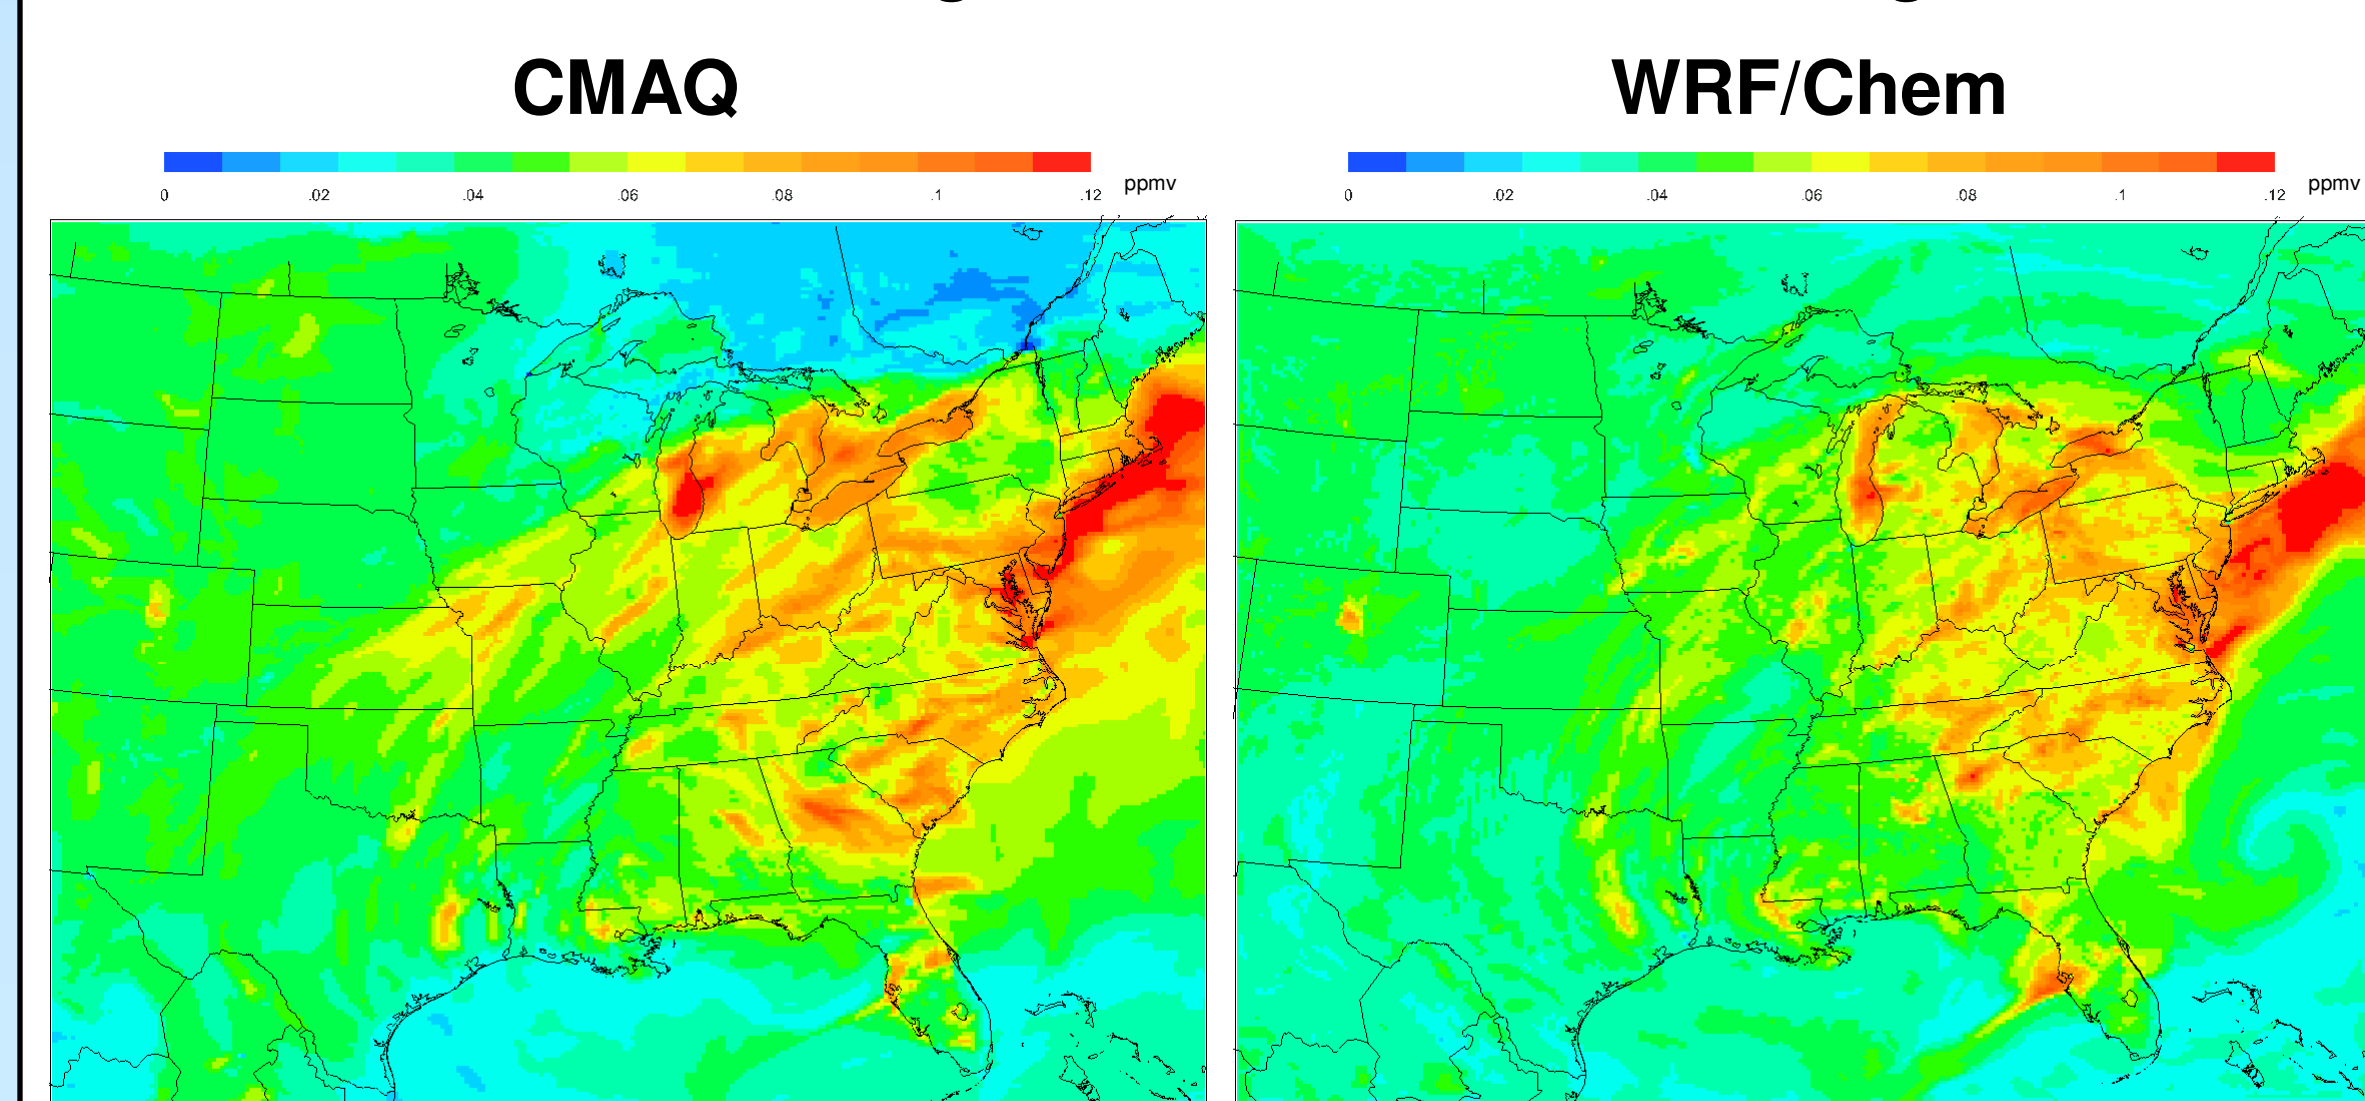 CMAQ WRF/Chem
0 .02 .04 .06 .08 .1 .12 ppmv 0 .02 .04 .06 .08 .1 .12 ppmv